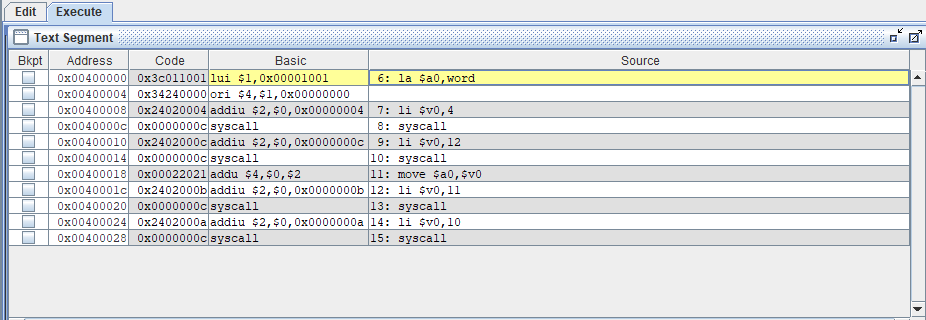 Edit Execute
Text Segment
Bkpt Address Code Basic Source
0x00400000 0x3c011001 lui $1,0x00001001 6: la $a0,word
0x00400004 0x34240000 ori $4,$1,0x00000000
0x00400008 0x24020004 addiu $2,$0,0x00000004 7: li $v0,4
0x0040000c 0x0000000c syscall 8: syscall
0x00400010 0x2402000c addiu $2,$0,0x0000000c 9: li $v0,12
0x00400014 0x0000000c syscall 10: syscall
0x00400018 0x00022021 addu $4,$0,$2 11: move $a0,$v0
0x0040001c 0x2402000b addiu $2,$0,0x0000000b 12: li $v0,11
0x00400020 0x0000000c syscall 13: syscall
0x00400024 0x2402000a addiu $2,$0,0x0000000a 14: li $v0,10
0x00400028 0x0000000c syscall 15: syscall